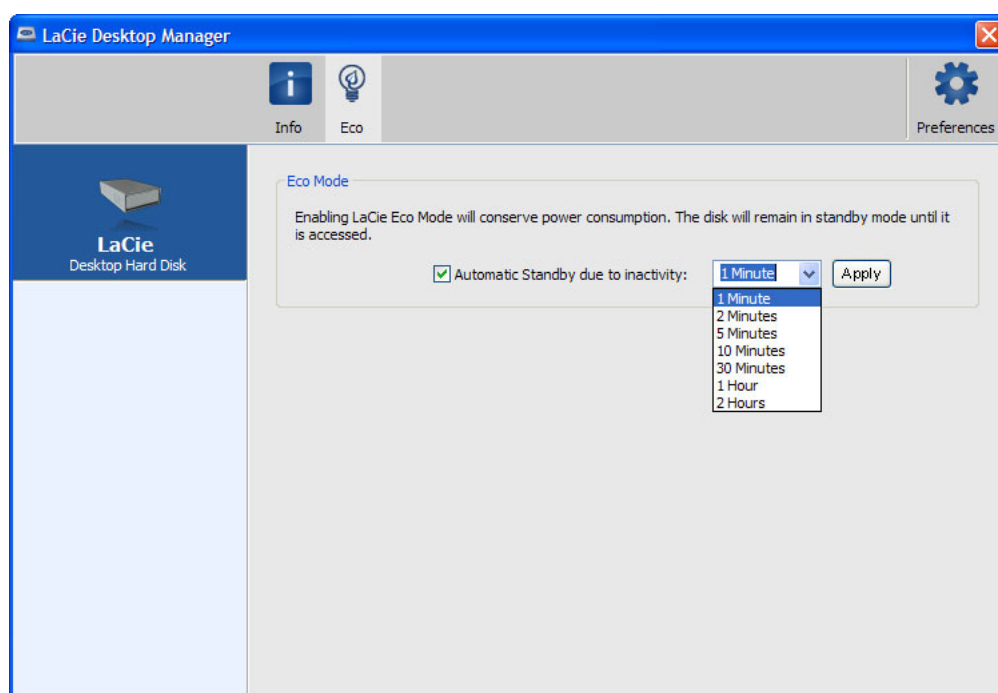 LaCie Desktop Manager
Info
Eco
Preferences
LaCie
Desktop Hard Disk
Eco Mode
Enabling LaCie Eco Mode will conserve power consumption. The disk will remain in standby mode until it
is accessed.
Automatic Standby due to inactivity:
1 Minute
Apply
1 Minute
2 Minutes
5 Minutes
10 Minutes
30 Minutes
1 Hour
2 Hours